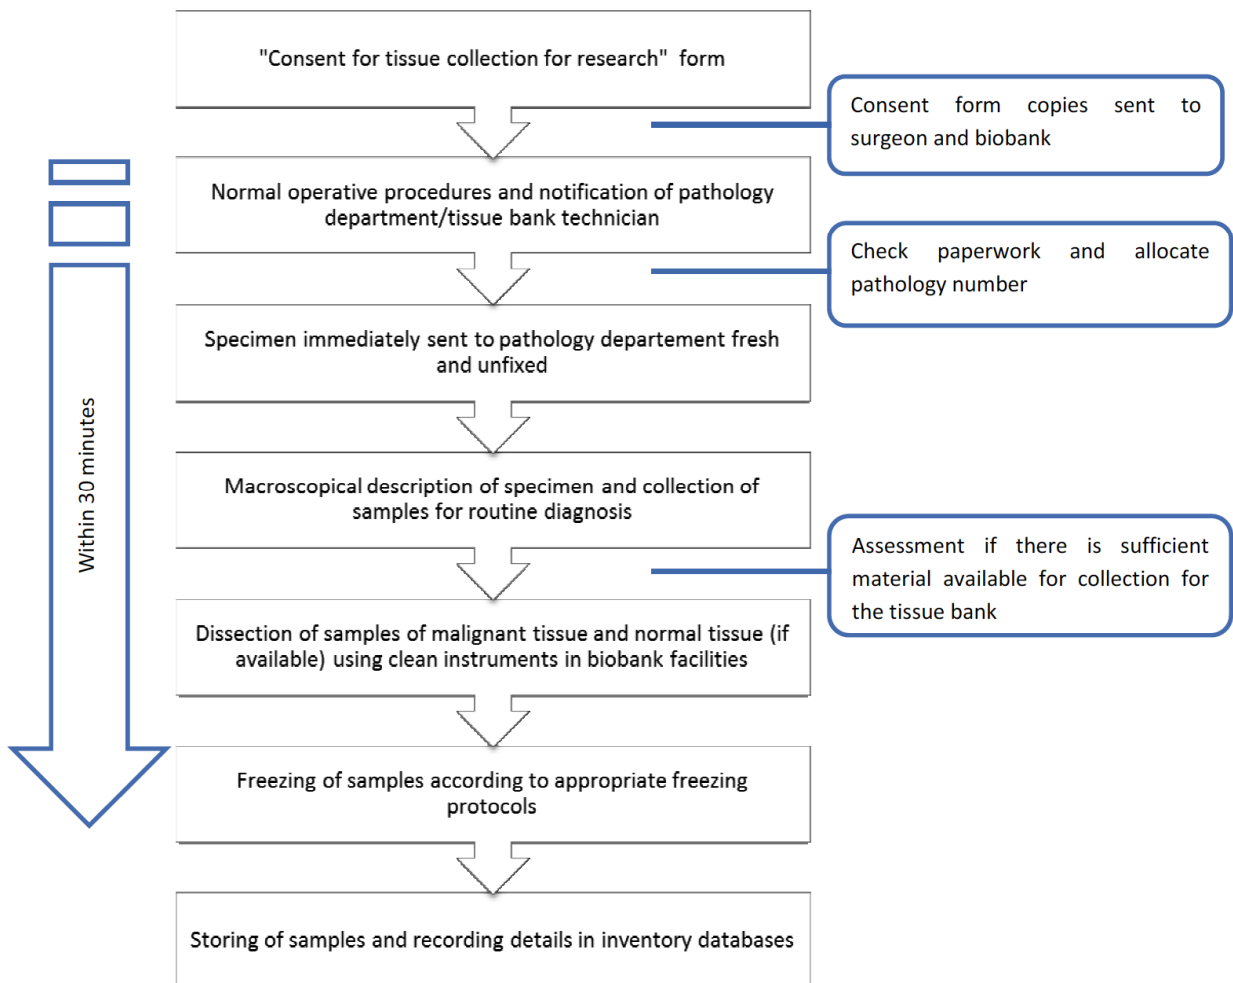 "Consent for tissue collection for research" form
Consent form copies sent to
surgeon and biobank
Normal operative procedures and notification of pathology
department/tissue bank technician
Check paperwork and allocate
pathology number
Specimen immediately sent to pathology departement fresh
and unfixed
Within 30 minutes
Macroscopical description of specimen and collection of
samples for routine diagnosis
Assessment if there is sufficient
material available for collection for
the tissue bank
Dissection of samples of malignant tissue and normal tissue (if
available) using clean instruments in biobank facilities
Freezing of samples according to appropriate freezing
protocols
Storing of samples and recording details in inventory databases